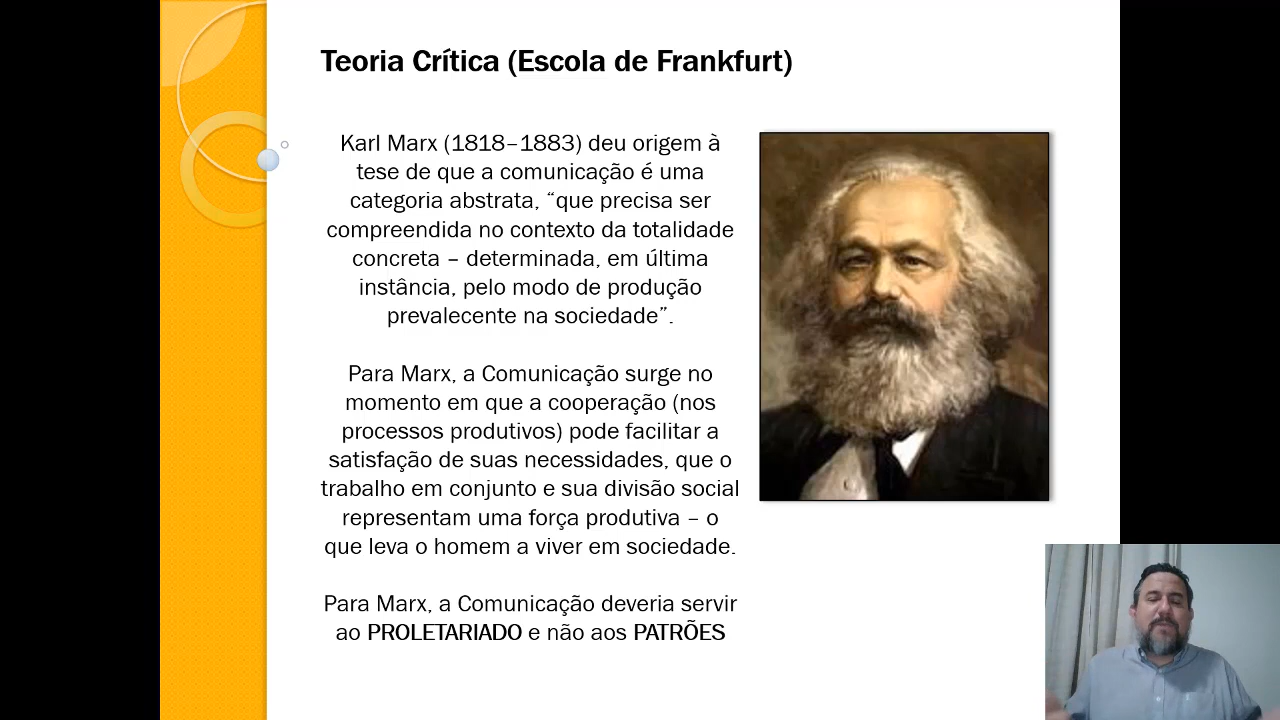 Teoria Crítica (Escola de Frankfurt)
Karl Marx (1818–1883) deu origem à
tese de que a comunicação é uma
categoria abstrata, “que precisa ser
compreendida no contexto da totalidade
concreta – determinada, em última
instância, pelo modo de produção
prevalecente na sociedade”.
Para Marx, a Comunicação surge no
momento em que a cooperação (nos
processos produtivos) pode facilitar a
satisfação de suas necessidades, que o
trabalho em conjunto e sua divisão social
representam uma força produtiva – o
que leva o homem a viver em sociedade.
Para Marx, a Comunicação deveria servir
ao PROLETARIADO e não aos PATRÕES